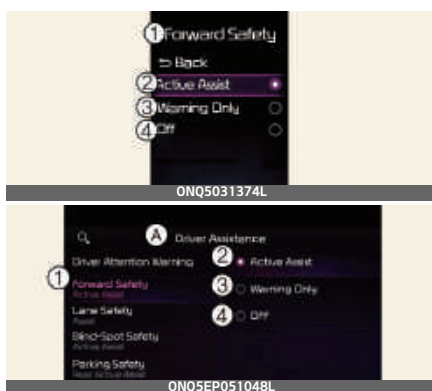 ① Forward Safety
Back
② Active Assist
③ Warning Only
④ Off
ONQ5031374L
Ⓐ Driver Assistance
Driver Attention Warning
② Active Assist
① Forward Safety
Active Assist
③ Warning Only
Lane Safety
Assist
④ Off
Blind-Spot Safety
Active Assist
Parking Safety
Rear Active Assist
ONQ5EP051048L